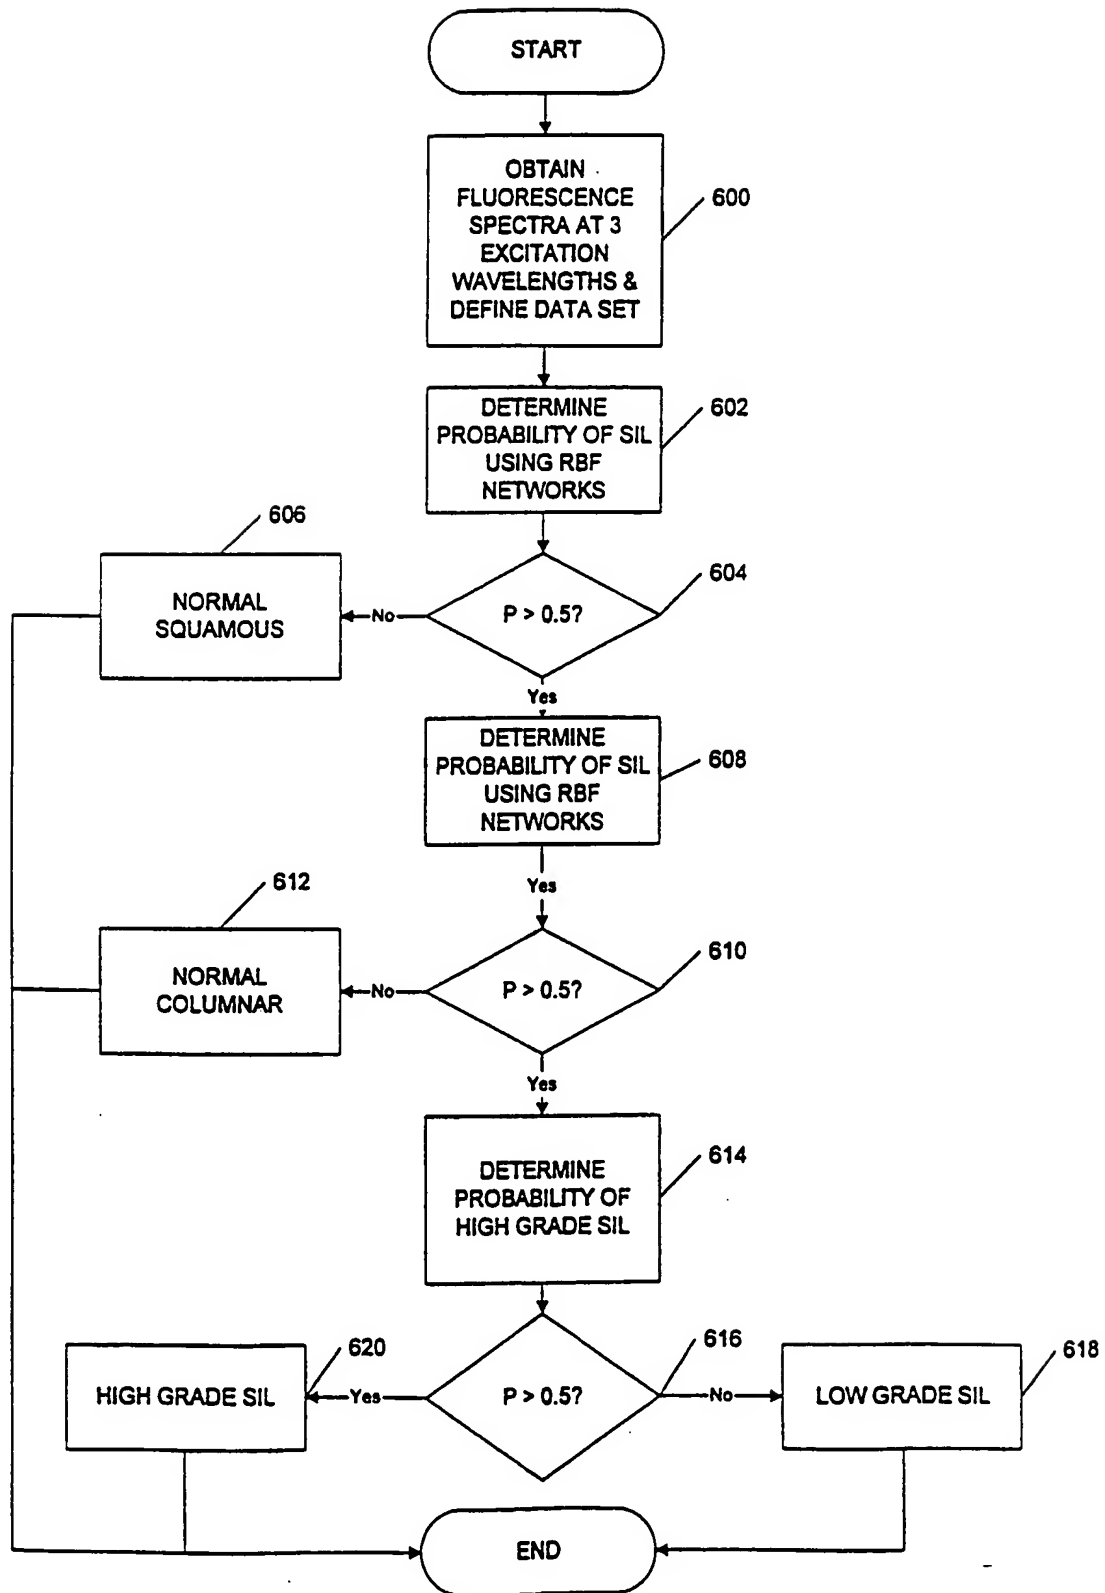 START
OBTAIN
FLUORESCENCE
SPECTRA AT 3
EXCITATION
WAVELENGTHS &
DEFINE DATA SET
600
DETERMINE
PROBABILITY OF SIL
USING RBF
NETWORKS
602
606
NORMAL
SQUAMOUS
No
P > 0.5?
604
Yes
DETERMINE
PROBABILITY OF SIL
USING RBF
NETWORKS
608
Yes
612
NORMAL
COLUMNAR
No
P > 0.5?
610
Yes
DETERMINE
PROBABILITY OF
HIGH GRADE SIL
614
620
HIGH GRADE SIL
Yes
P > 0.5?
616
No
LOW GRADE SIL
618
END